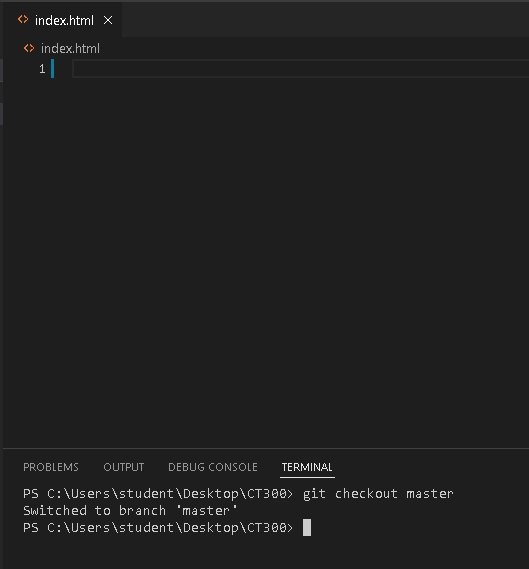 index.html
index.html
1
PROBLEMS OUTPUT DEBUG CONSOLE TERMINAL
PS C:\Users\student\Desktop\CT300> git checkout master
Switched to branch 'master'
PS C:\Users\student\Desktop\CT300>